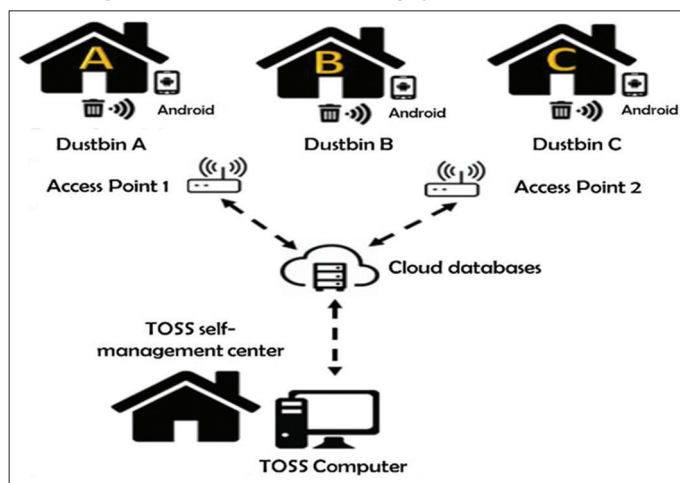 A
B
C
Android
Android
Android
Dustbin A
Dustbin B
Dustbin C
Access Point 1
Access Point 2
Cloud databases
TOSS self-
management center
TOSS Computer